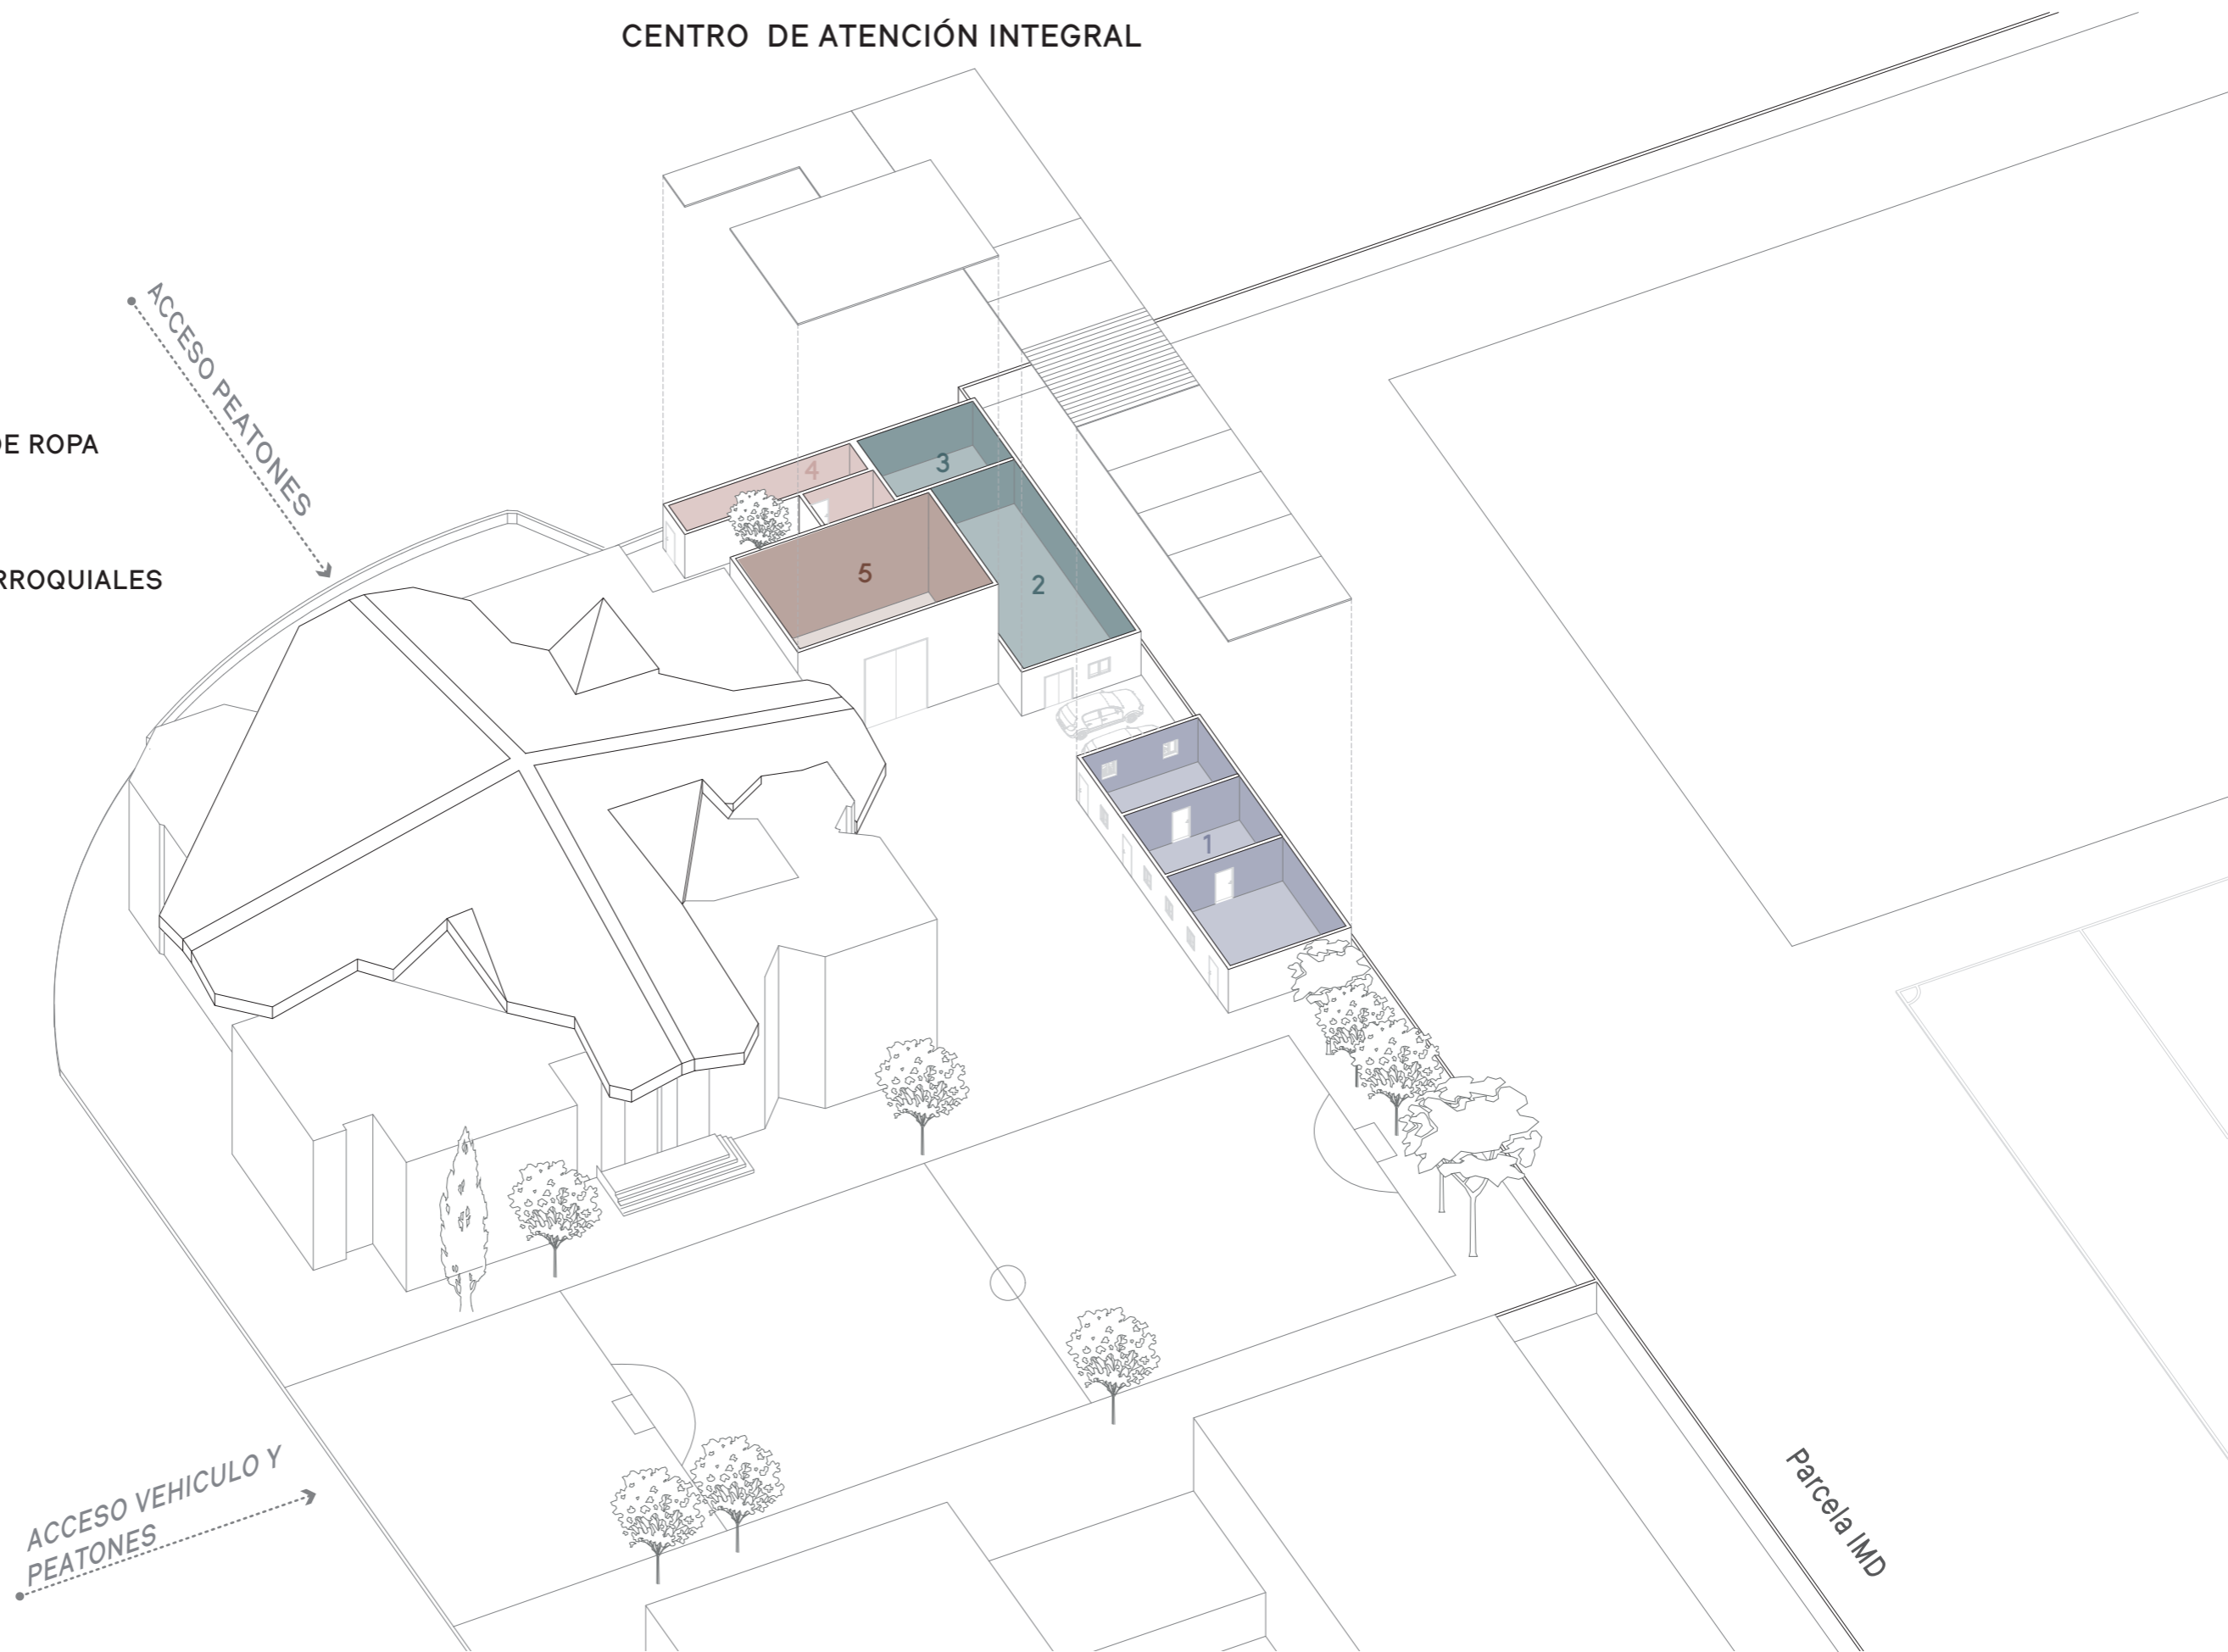 CENTRO DE ATENCIÓN INTEGRAL
ACCESO PEATONES
DE ROPA
RROQUIALES
4
3
5
2
1
ACCESO VEHICULO Y
PEATONES
Parcela IMD